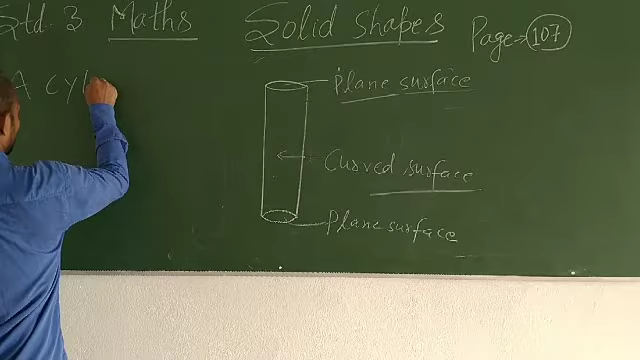 Std. 3 Maths Solid shapes Page → 107
Plane surface
A cyl
Curved surface
Plane surface